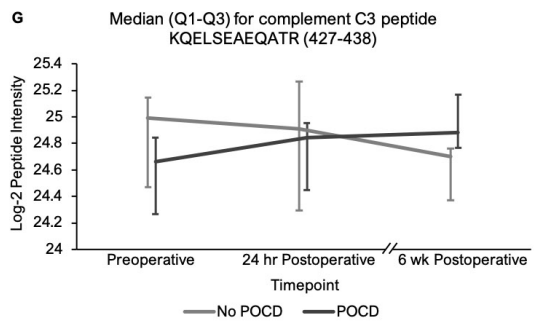 G
Median (Q1-Q3) for complement C3 peptide
KQELSEAEQATR (427-438)
Log-2 Peptide Intensity
25.4
25.2
25
24.8
24.6
24.4
24.2
24
Preoperative
24 hr Postoperative
6 wk Postoperative
Timepoint
No POCD
POCD